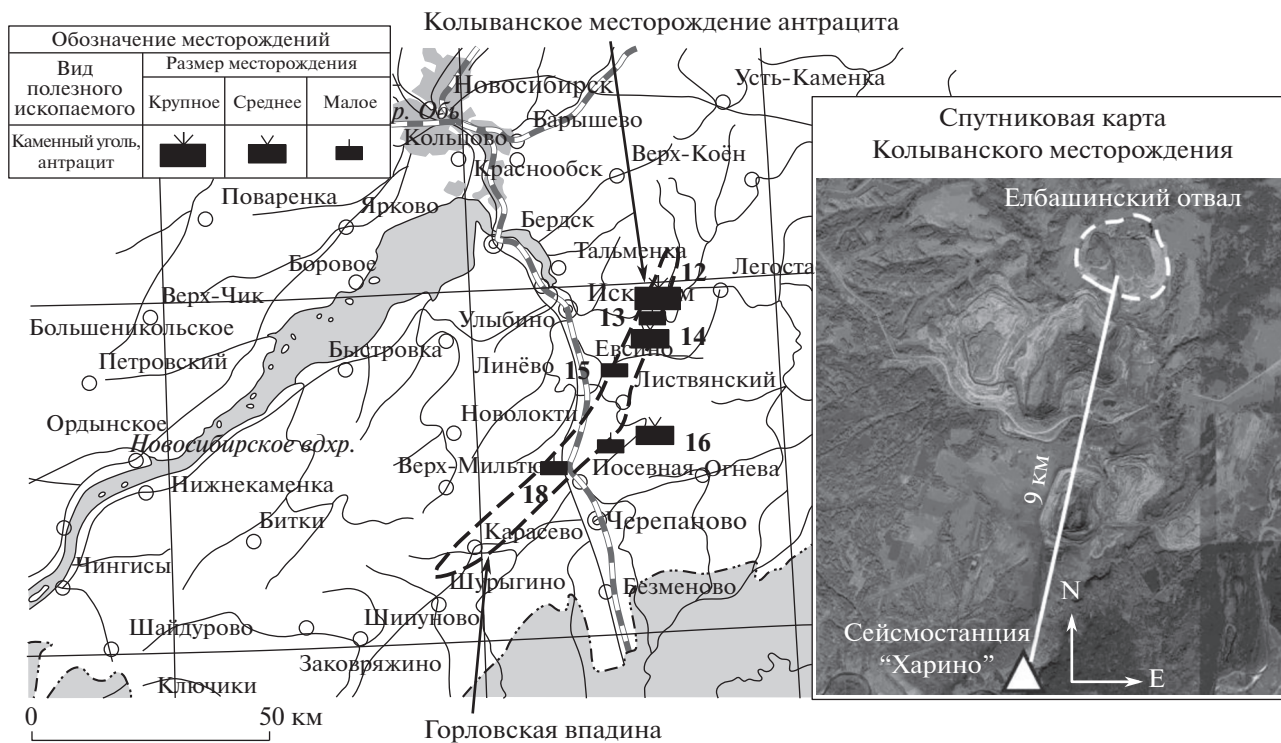 Колыванское месторождение антрацита
Обозначение месторождений
Вид
полезного
ископаемого
Размер месторождения
Крупное
Среднее
Малое
Каменный уголь,
антрацит
Новосибирск
Усть-Каменка
р. Обь
Барышево
Кольцово
Краснообск
Верх-Коён
Поваренка
Ярково
Бердск
Тальменка
Боровое
12
Легоста
Верх-Чик
Искитим
Большеникольское
Улыбино
13
14
Петровский
Быстровка
Линёво
Евсино
15
Листвянский
Ордынское
Новолокти
Новосибирское вдхр.
16
Верх-Мильтюши
Посевная
Огнева
Нижнекаменка
18
Битки
Черепаново
Карасево
Чингисы
Шурыгино
Безменово
Шипуново
Шайдурово
Заковряжино
Ключики
0
50 км
Горловская впадина
Спутниковая карта
Колыванского месторождения
Елбашинский отвал
9 км
N
E
Сейсмостанция
“Харино”